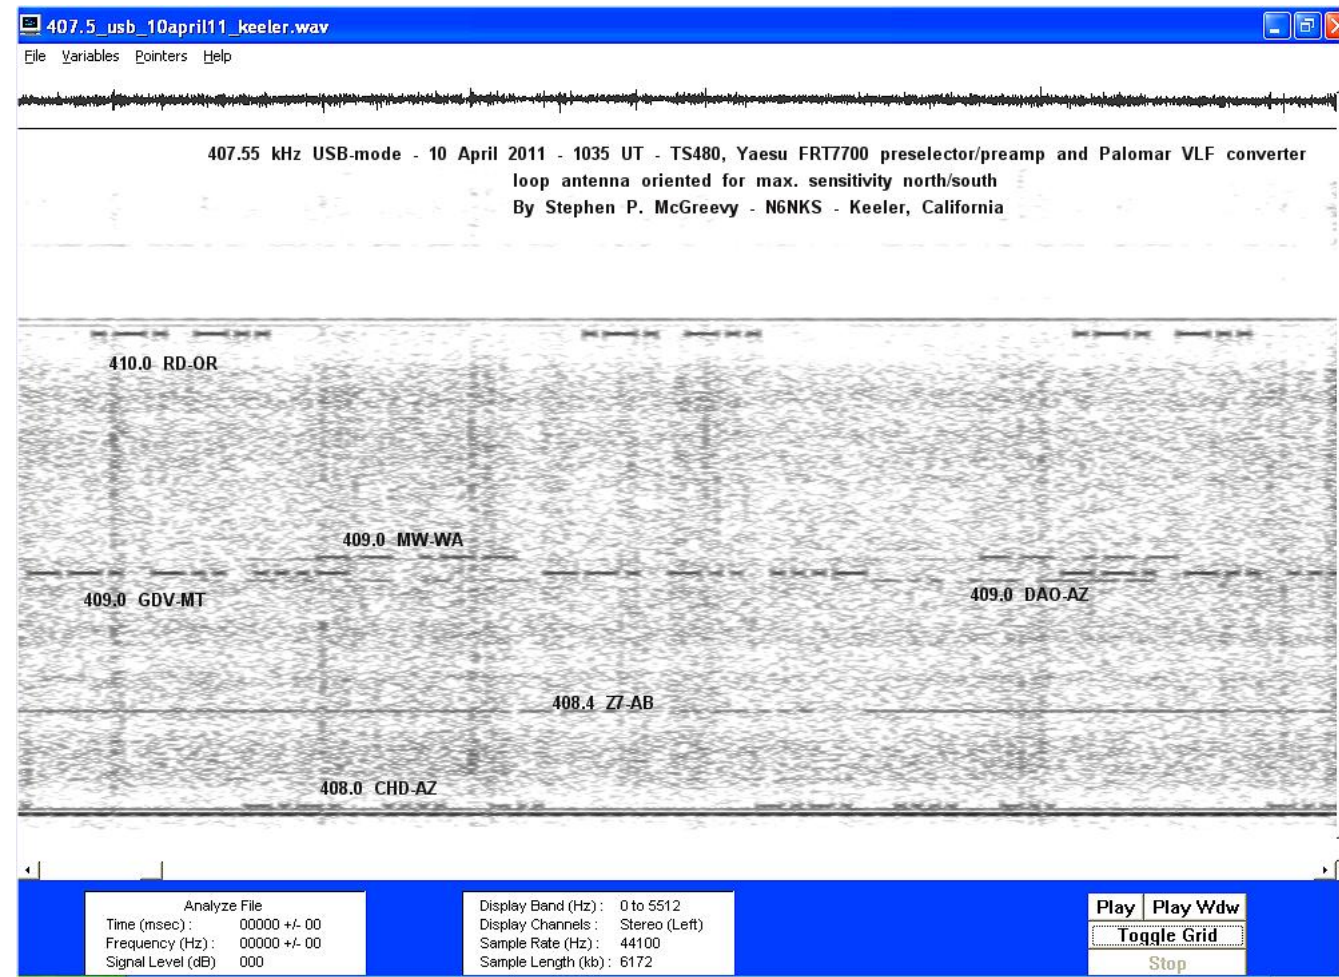 407.5_usb_10april11_keeler.wav
File Variables Pointers Help
407.55 kHz USB-mode - 10 April 2011 - 1035 UT - TS480, Yaesu FRT7700 preselector/preamp and Palomar VLF converter
loop antenna oriented for max. sensitivity north/south
By Stephen P. McGreevy - N6NKS - Keeler, California
410.0 RD-OR
409.0 MW-WA
409.0 GDV-MT
409.0 DAO-AZ
408.4 Z7-AB
408.0 CHD-AZ
Analyze File
Time (msec) : 00000 +/- 00
Frequency (Hz) : 00000 +/- 00
Signal Level (dB) 000
Display Band (Hz) : 0 to 5512
Display Channels : Stereo (Left)
Sample Rate (Hz) : 44100
Sample Length (kb) : 6172
Play Play Wdw
Toggle Grid
Stop